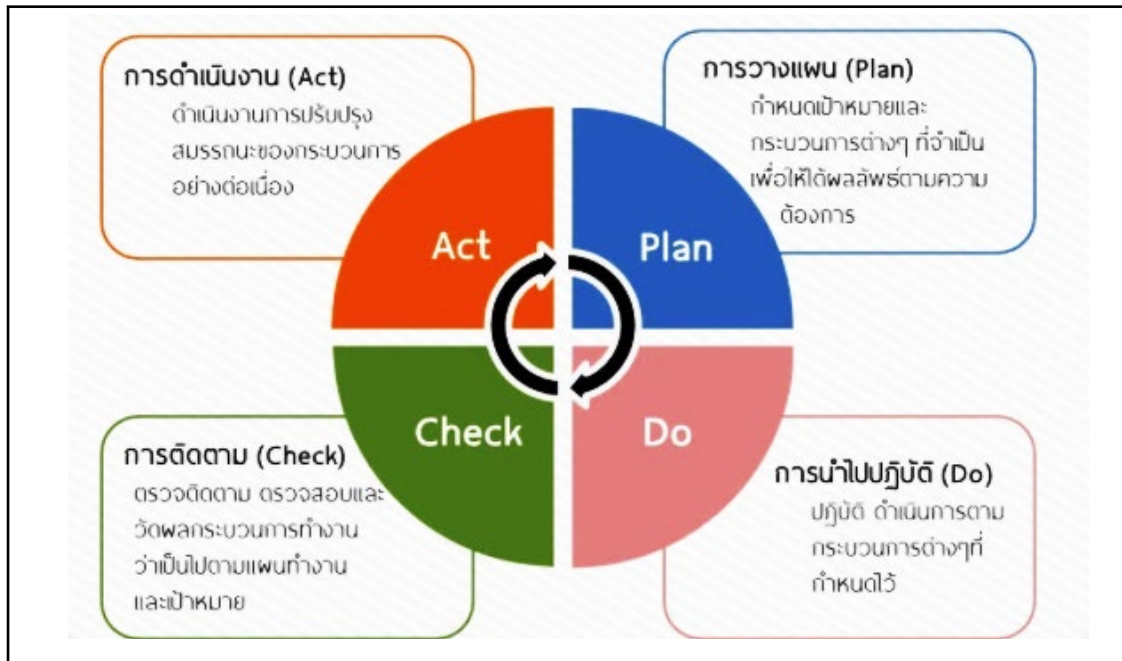 การดำเนินงาน (Act)
ดำเนินงานการปรับปรุง
สมรรถนะของกระบวนการ
อย่างต่อเนื่อง
การวางแผน (Plan)
กำหนดเป้าหมายและ
กระบวนการต่างๆ ที่จำเป็น
เพื่อให้ได้ผลลัพธ์ตามความ
ต้องการ
Act
Plan
Check
Do
การติดตาม (Check)
ตรวจติดตาม ตรวจสอบและ
วัดผลกระบวนการทำงาน
ว่าเป็นไปตามแผนทำงาน
และเป้าหมาย
การนำไปปฏิบัติ (Do)
ปฏิบัติ ดำเนินการตาม
กระบวนการต่างๆที่
กำหนดไว้